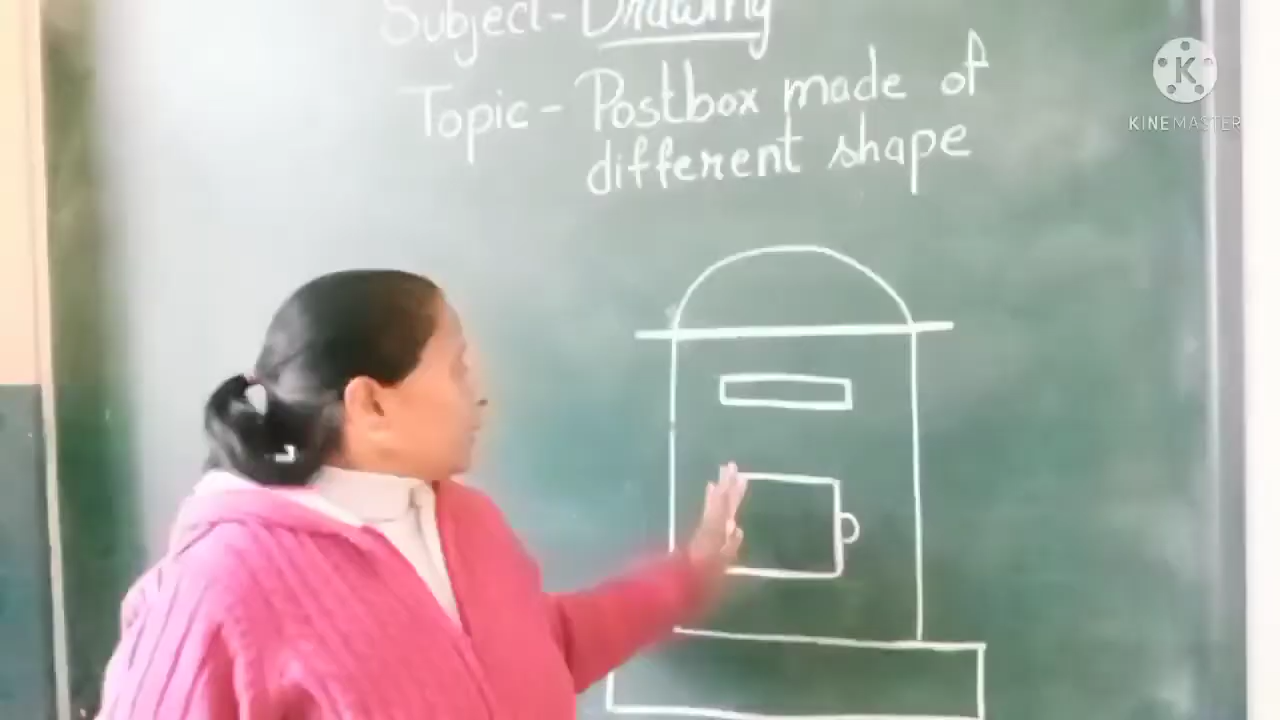 Subject - Drawing
Topic - Postbox made of
different shape
K
KINEMASTER